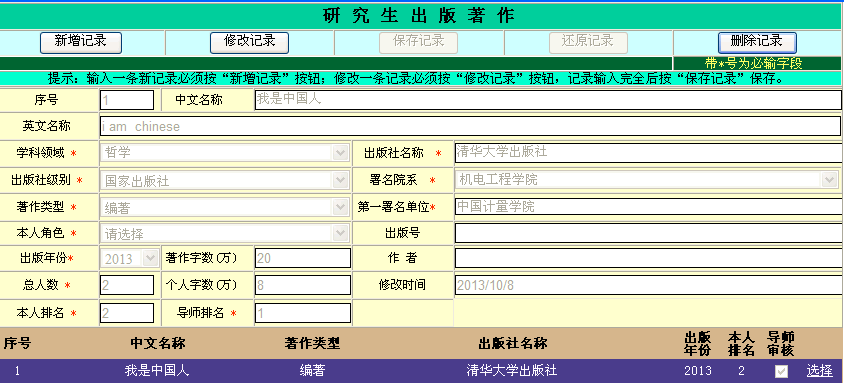 研究生出版著作
新增记录 修改记录 保存记录 还原记录 删除记录
带*号为必输字段
提示：输入一条新记录必须按“新增记录”按钮；修改一条记录必须按“修改记录”按钮，记录输入完全后按“保存记录”保存。
序号 1 中文名称 我是中国人
英文名称 i am chinese
学科领域 * 哲学 出版社名称 * 清华大学出版社
出版社级别 * 国家出版社 署名院系 * 机电工程学院
著作类型 * 编著 第一署名单位* 中国计量学院
本人角色 * 请选择 出版号
出版年份* 2013 著作字数(万) 20 作 者
总人数 * 2 个人字数(万) 8 修改时间 2013/10/8
本人排名 * 2 导师排名 * 1
序号 中文名称 著作类型 出版社名称 出版年份 本人排名 导师审核
1 我是中国人 编著 清华大学出版社 2013 2 选择